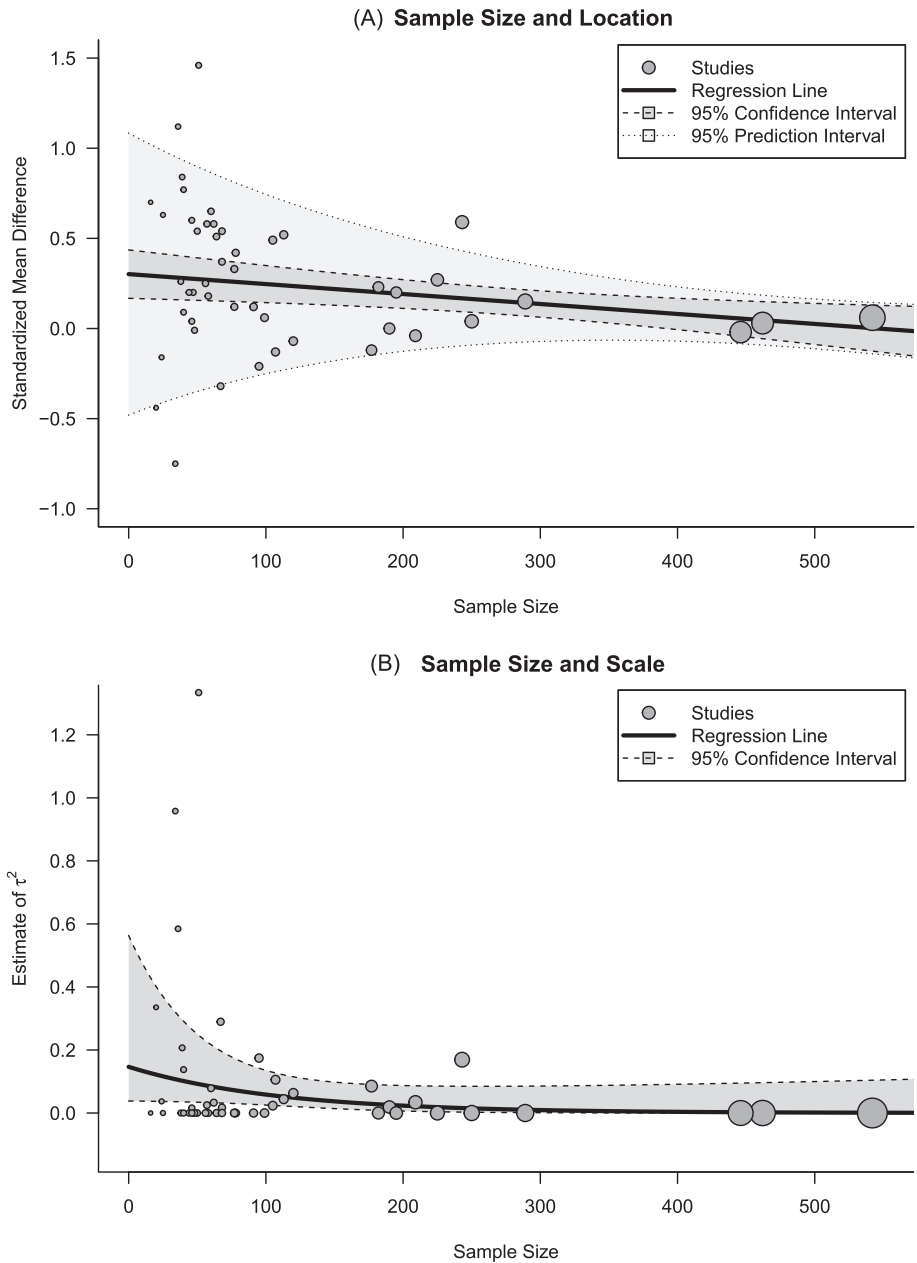 (A) Sample Size and Location
Studies
Regression Line
95% Confidence Interval
95% Prediction Interval
Standardized Mean Difference
1.5
1.0
0.5
0.0
−0.5
−1.0
0 100 200 300 400 500
Sample Size
(B) Sample Size and Scale
Studies
Regression Line
95% Confidence Interval
Estimate of τ²
1.2
1.0
0.8
0.6
0.4
0.2
0.0
0 100 200 300 400 500
Sample Size